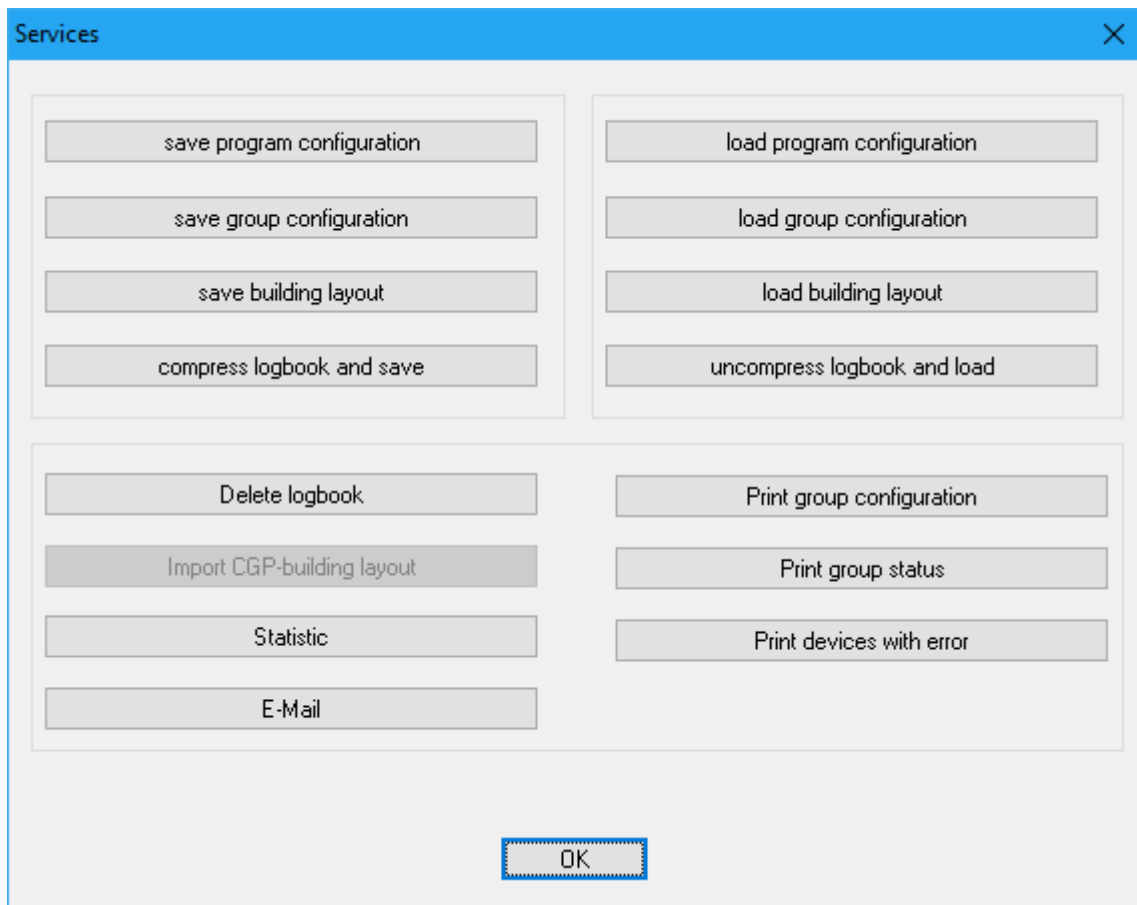 Services
save program configuration
save group configuration
save building layout
compress logbook and save
load program configuration
load group configuration
load building layout
uncompress logbook and load
Delete logbook
Import CGP-building layout
Statistic
E-Mail
Print group configuration
Print group status
Print devices with error
OK